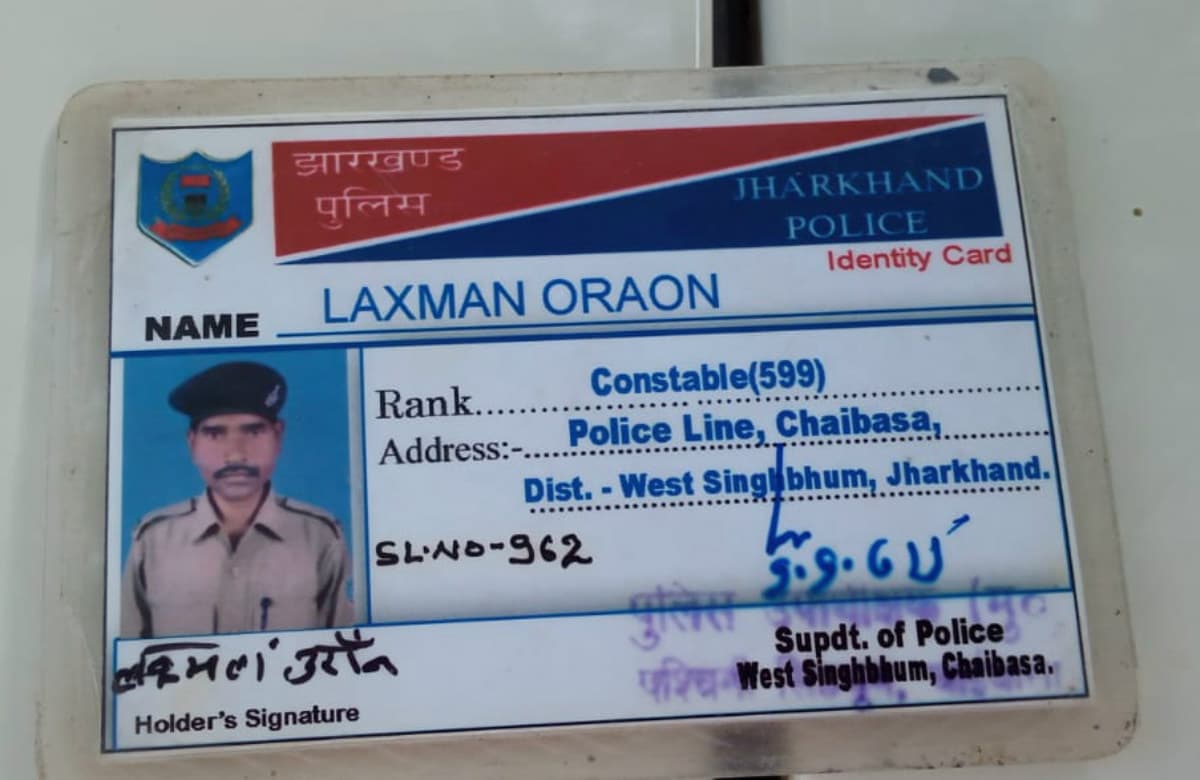 झारखण्ड
पुलिस
JHARKHAND
POLICE
Identity Card
NAME LAXMAN ORAON
Rank.... Constable(599)
Address:-.... Police Line, Chaibasa,
Dist. - West Singhbhum, Jharkhand.
SL.NO-962
पुलिस
Supdt. of Police
West Singhbhum, Chaibasa.
उराँव
Holder's Signature